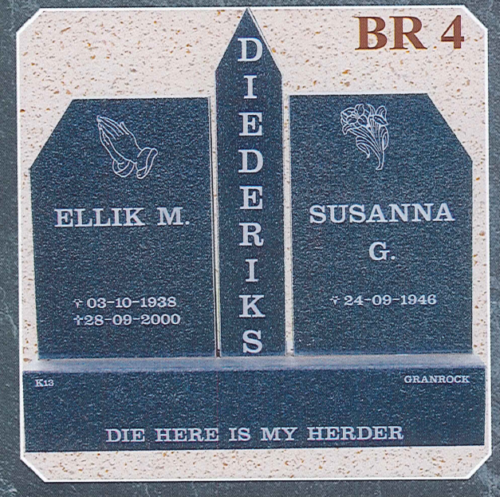 BR 4
DIEDERIKS
ELLIK M.
03-10-1938
28-09-2000
SUSANNA
G.
24-09-1946
K13
GRANROCK
DIE HERE IS MY HERDER